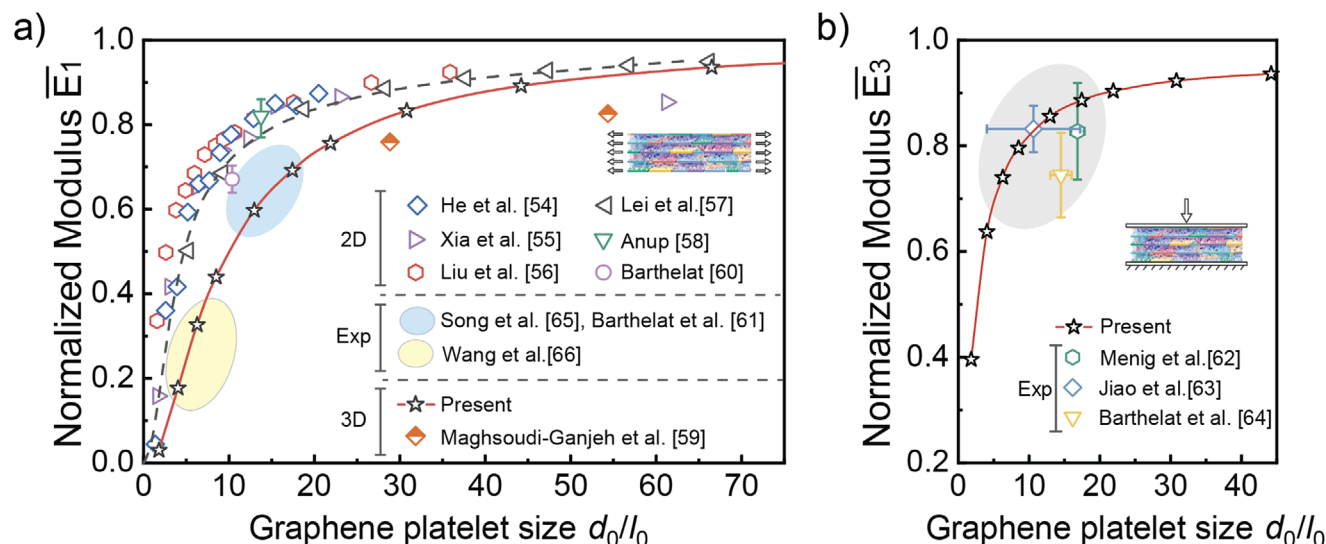 a)
Normalized Modulus E̅1
1.0
0.8
0.6
0.4
0.2
0.0
2D
He et al. [54]
Lei et al.[57]
Xia et al. [55]
Anup [58]
Liu et al. [56]
Barthelat [60]
Exp
Song et al. [65], Barthelat et al. [61]
Wang et al.[66]
3D
Present
Maghsoudi-Ganjeh et al. [59]
0 10 20 30 40 50 60 70
Graphene platelet size d0/l0
b)
Normalized Modulus E̅3
1.0
0.8
0.6
0.4
0.2
Present
Exp
Menig et al.[62]
Jiao et al.[63]
Barthelat et al. [64]
0 10 20 30 40
Graphene platelet size d0/l0